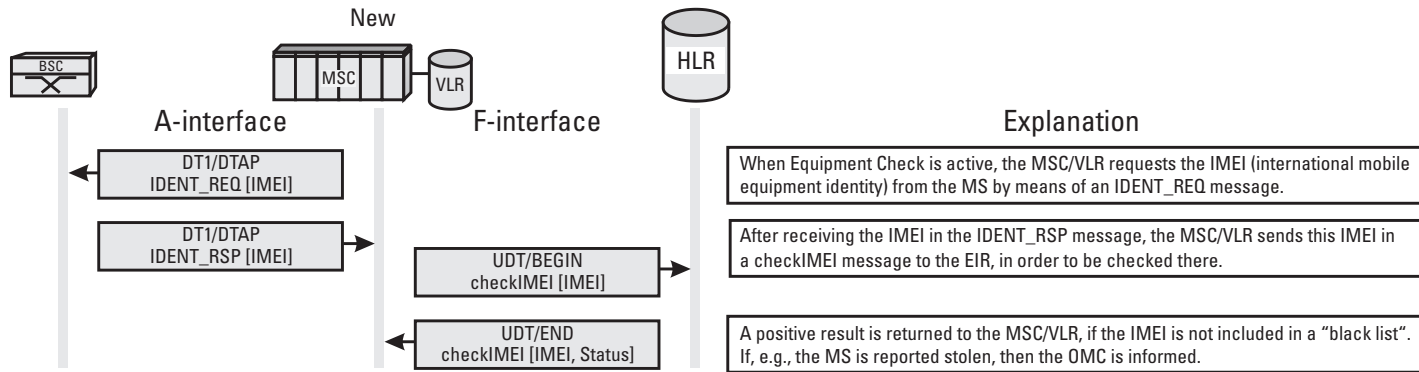 New
BSC
MSC
VLR
HLR
A-interface
F-interface
Explanation
DT1/DTAP
IDENT_REQ [IMEI]
When Equipment Check is active, the MSC/VLR requests the IMEI (international mobile
equipment identity) from the MS by means of an IDENT_REQ message.
DT1/DTAP
IDENT_RSP [IMEI]
After receiving the IMEI in the IDENT_RSP message, the MSC/VLR sends this IMEI in
a checkIMEI message to the EIR, in order to be checked there.
UDT/BEGIN
checkIMEI [IMEI]
UDT/END
checkIMEI [IMEI, Status]
A positive result is returned to the MSC/VLR, if the IMEI is not included in a “black list“.
If, e.g., the MS is reported stolen, then the OMC is informed.